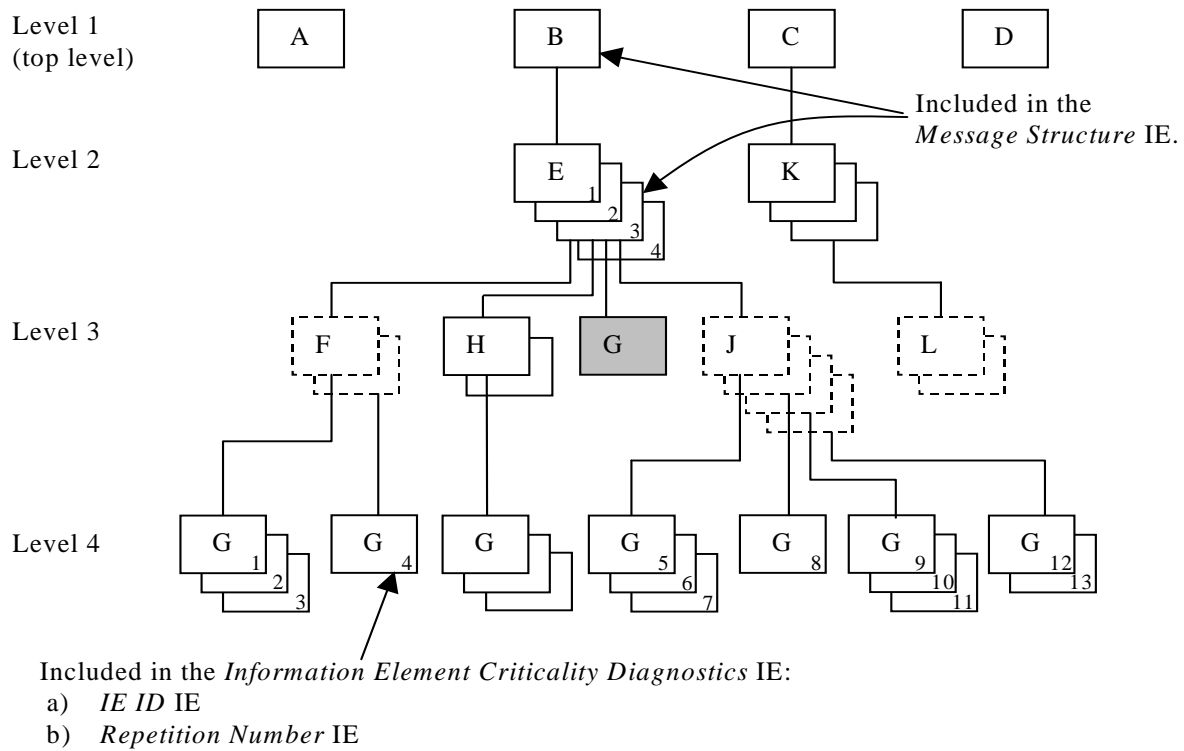 Level 1
(top level)
A
B
C
D
Included in the
Message Structure IE.
Level 2
E
1
2
3
4
K
Level 3
F
H
G
J
L
Level 4
G
1
2
3
G
4
G
G
5
6
7
G
8
G
9
10
11
G
12
13
Included in the Information Element Criticality Diagnostics IE:
a) IE ID IE
b) Repetition Number IE